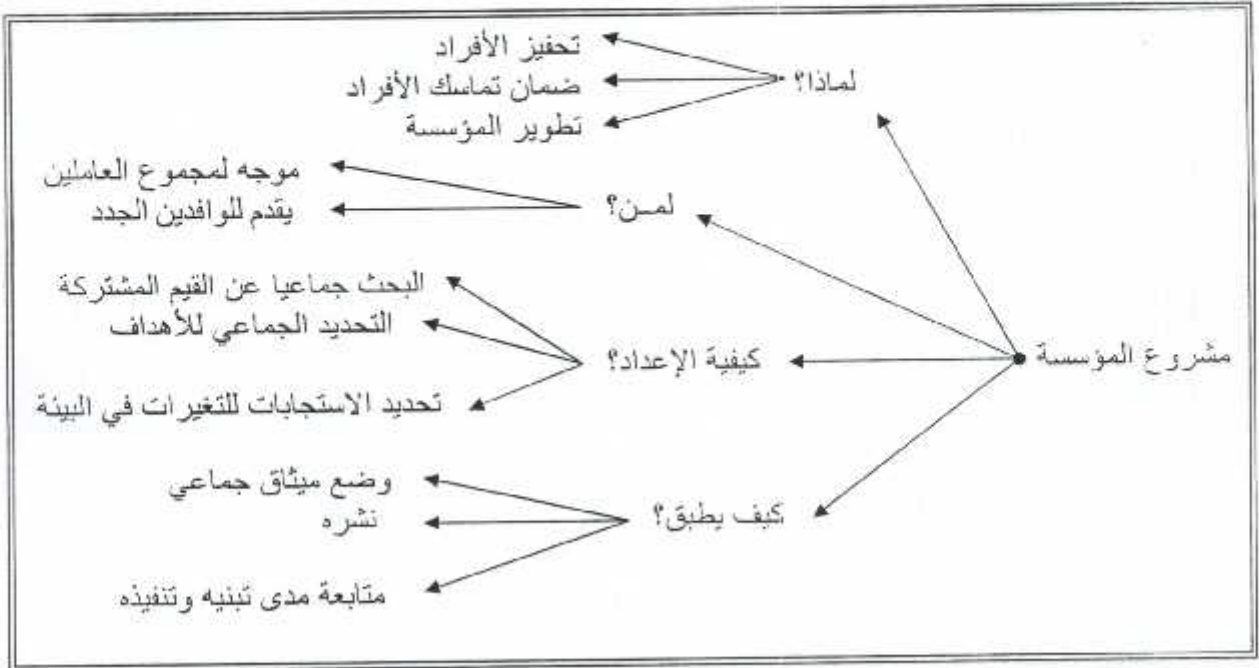 مشروع المؤسسة
لماذا؟
تحفيز الأفراد
ضمان تماسك الأفراد
تطوير المؤسسة
لمــن؟
موجه لمجموع العاملين
يقدم للوافدين الجدد
كيفية الإعداد؟
البحث جماعيا عن القيم المشتركة
التحديد الجماعي للأهداف
تحديد الاستجابات للتغيرات في البيئة
كيف يطبق؟
وضع ميثاق جماعي
نشره
متابعة مدى تبنيه وتنفيذه